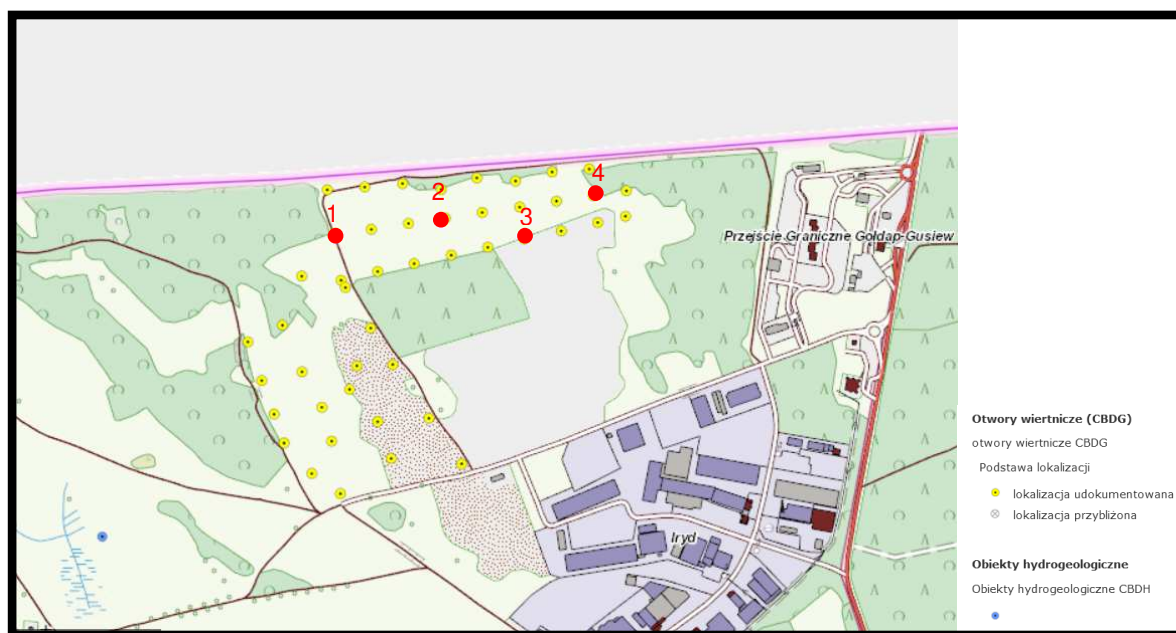 1
2
3
4
Przejście Graniczne Gołdap-Gusiew
Iryd
Otwory wiertnicze (CBDG)
otwory wiertnicze CBDG
Podstawa lokalizacji
lokalizacja udokumentowana
lokalizacja przybliżona
Obiekty hydrogeologiczne
Obiekty hydrogeologiczne CBDH